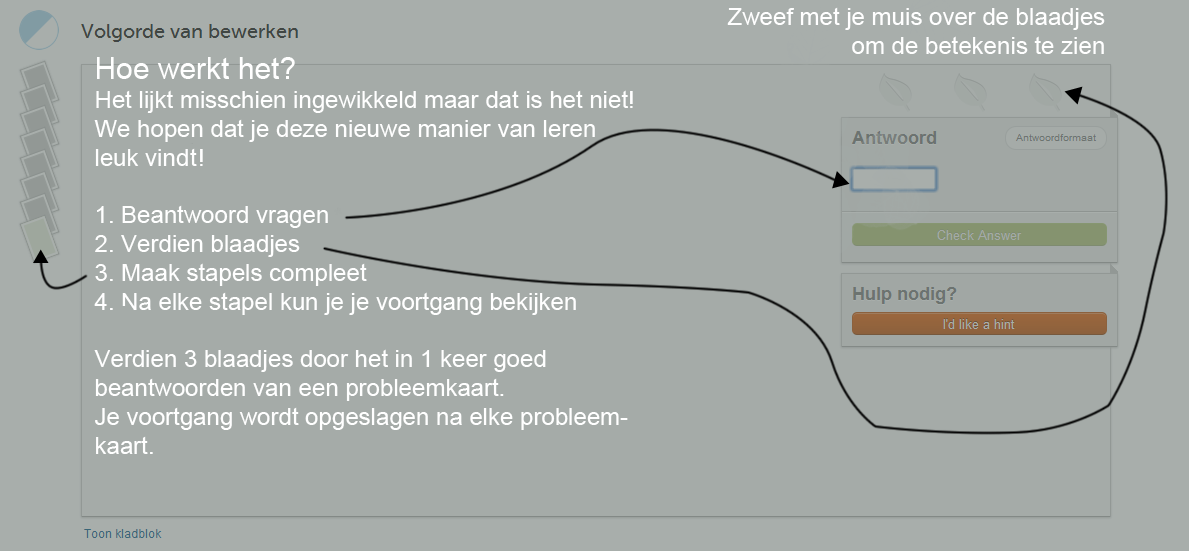 Volgorde van bewerken
Zweef met je muis over de blaadjes
om de betekenis te zien
Hoe werkt het?
Het lijkt misschien ingewikkeld maar dat is het niet!
We hopen dat je deze nieuwe manier van leren
leuk vindt!
1. Beantwoord vragen
2. Verdien blaadjes
3. Maak stapels compleet
4. Na elke stapel kun je je voortgang bekijken
Verdien 3 blaadjes door het in 1 keer goed
beantwoorden van een probleemkaart.
Je voortgang wordt opgeslagen na elke probleem-
kaart.
Antwoord
Antwoordformaat
Check Answer
Hulp nodig?
I'd like a hint
Toon kladblok